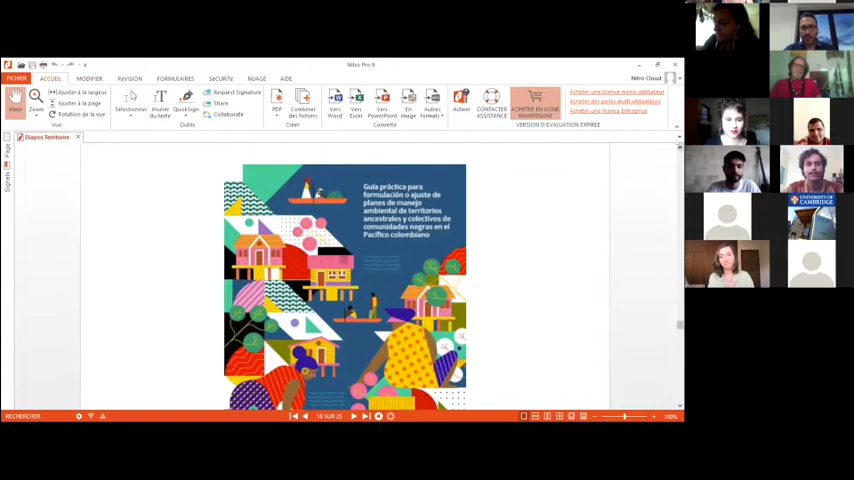 Nitro Pro 9
Nitro Cloud
FICHIER ACCUEIL MODIFIER RÉVISION FORMULAIRES SÉCURITÉ NUAGE AIDE
Main
Zoom
Ajuster à la largeur
Ajuster à la page
Rotation de la vue
Vue
Sélectionner
Insérer du texte
QuickSign
Request Signature
Share
Collaborate
Outils
PDF
Combiner des fichiers
Créer
Vers Word
Vers Excel
Vers PowerPoint
En image
Autres formats
Convertir
Activer
CONTACTER ASSISTANCE
ACHETER EN LIGNE MAINTENANT
Acheter une licence mono-utilisateur
Acheter des packs multi-utilisateurs
Acheter une licence Entreprise
VERSION D'ÉVALUATION EXPIRÉE
Diapos Territoire
Guía práctica para
formulación o ajuste de
planes de manejo
ambiental de territorios
ancestrales y colectivos de
comunidades negras en el
Pacífico colombiano
RECHERCHER
18 SUR 25
100%
UNIVERSITY OF
CAMBRIDGE